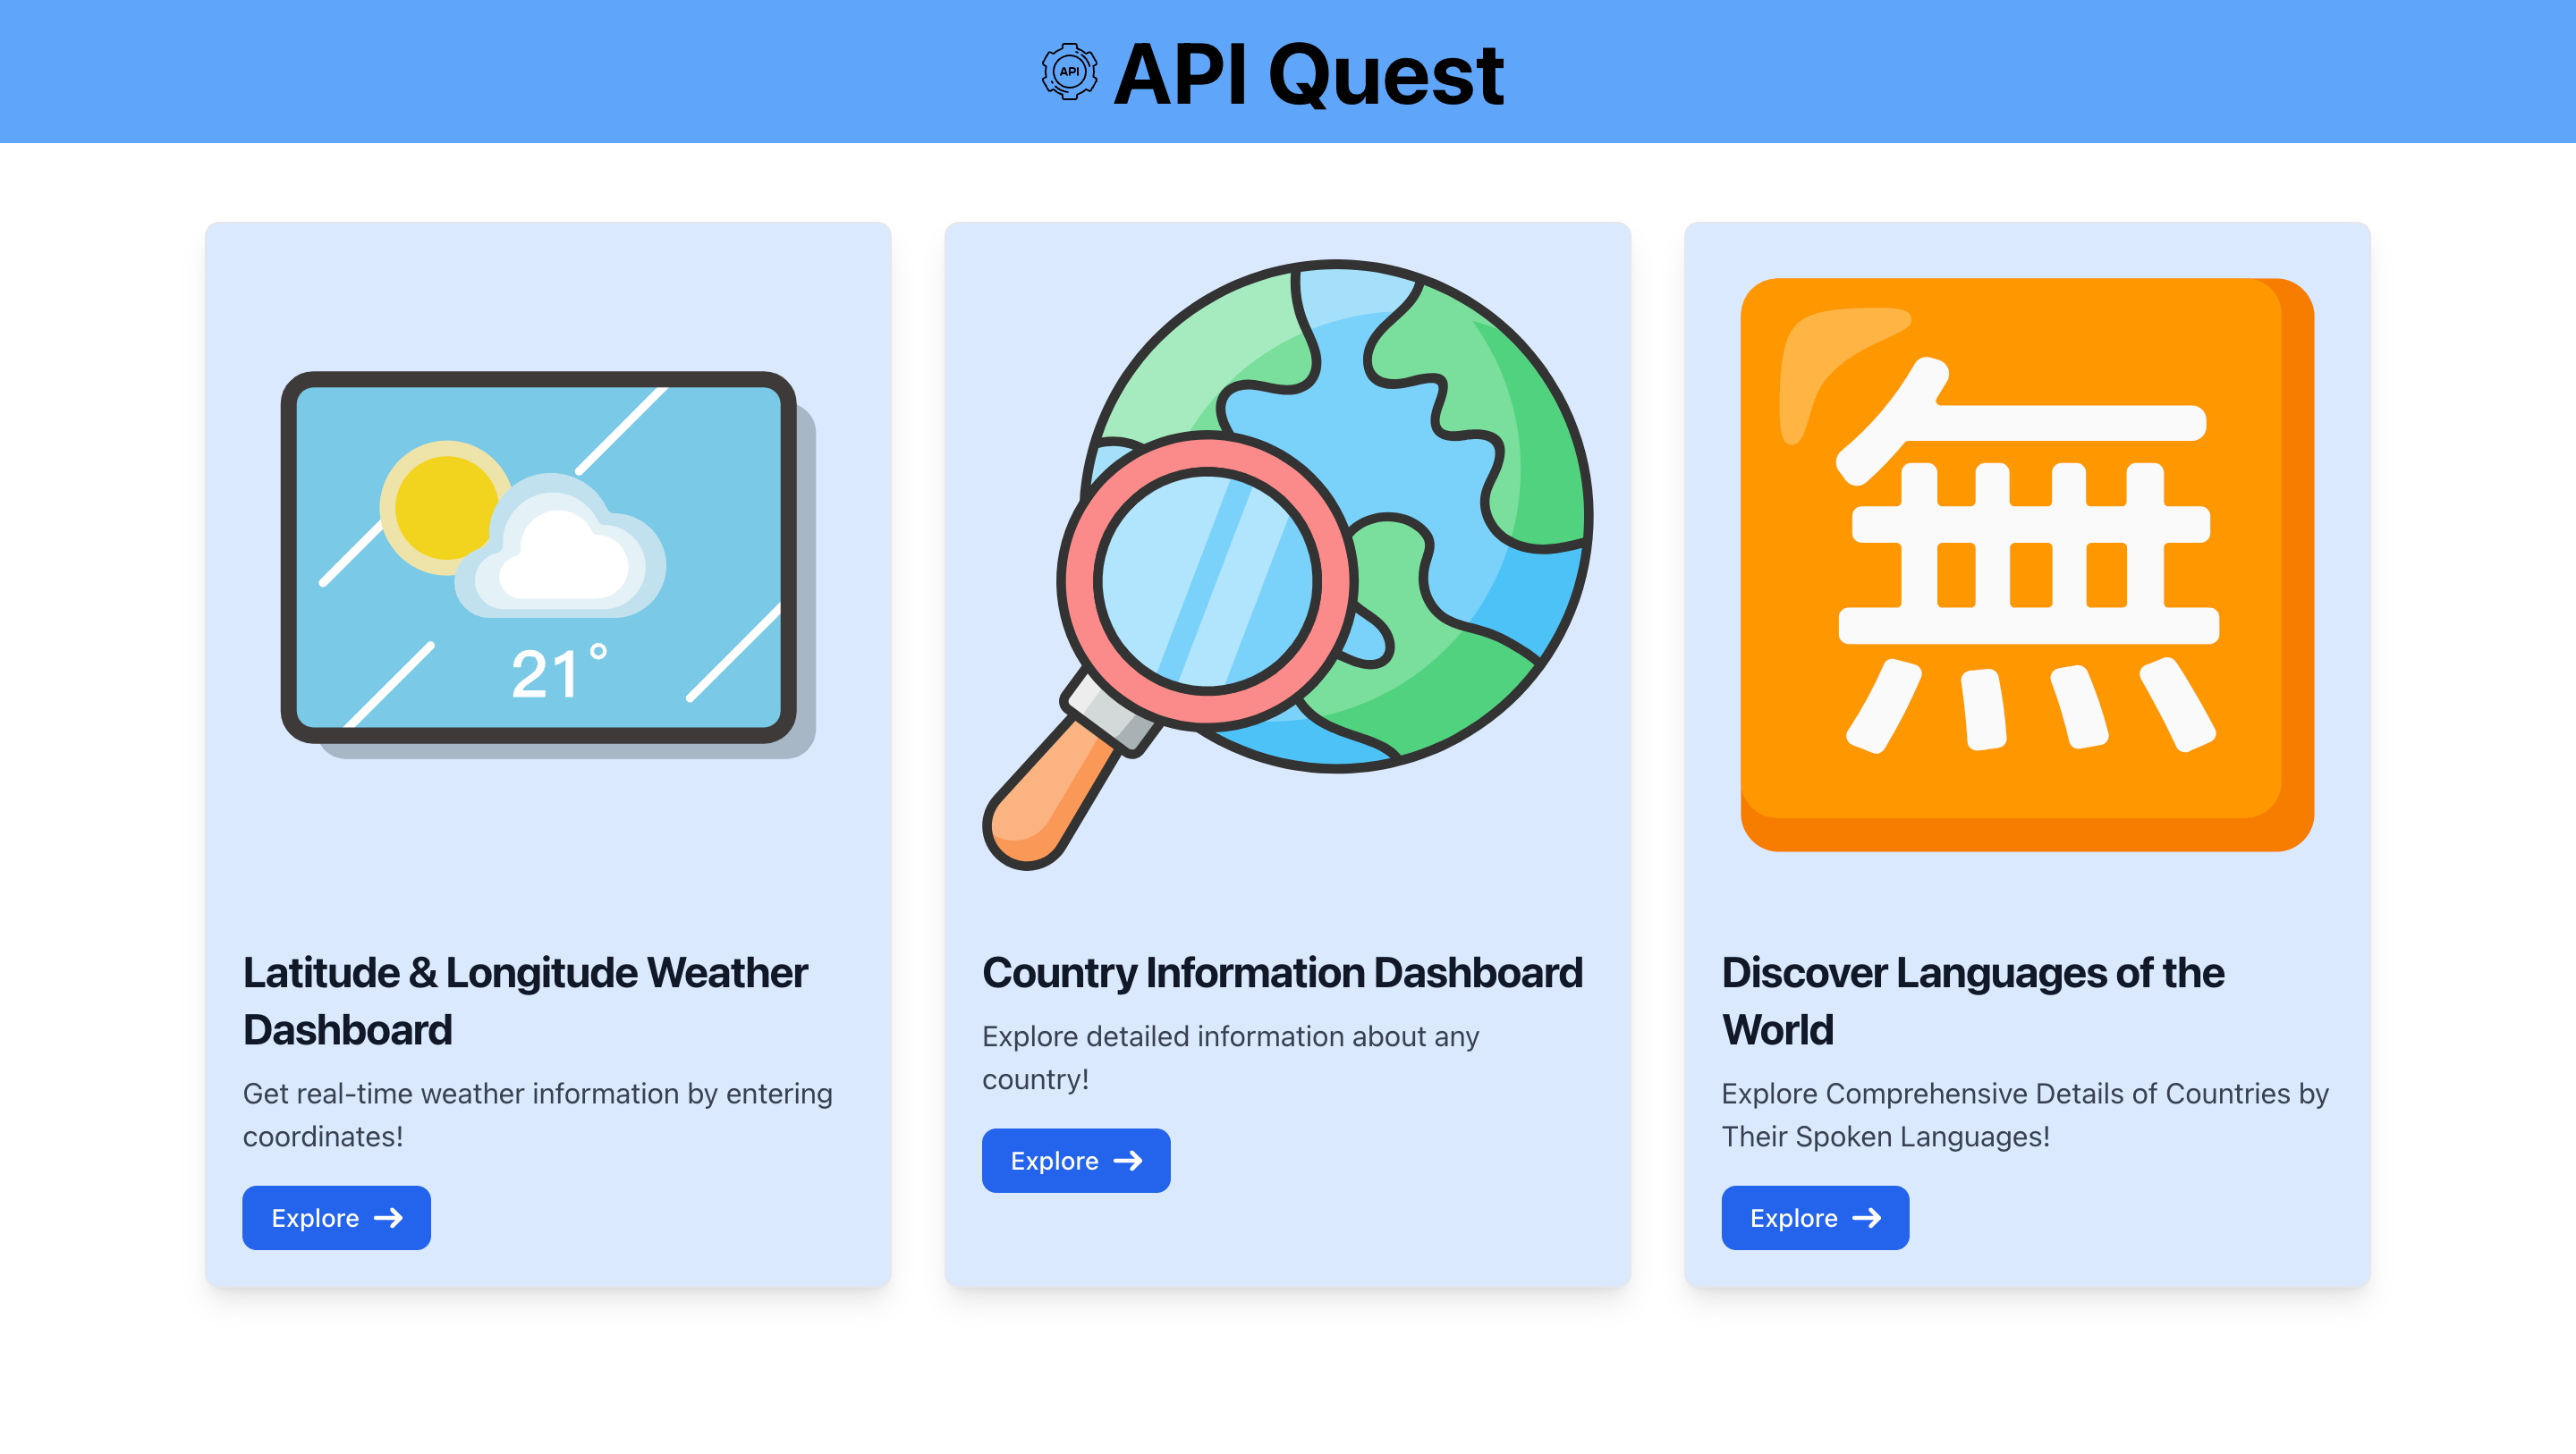 API
API Quest
21°
無
Latitude & Longitude Weather
Dashboard
Get real-time weather information by entering
coordinates!
Explore
Country Information Dashboard
Explore detailed information about any
country!
Explore
Discover Languages of the
World
Explore Comprehensive Details of Countries by
Their Spoken Languages!
Explore